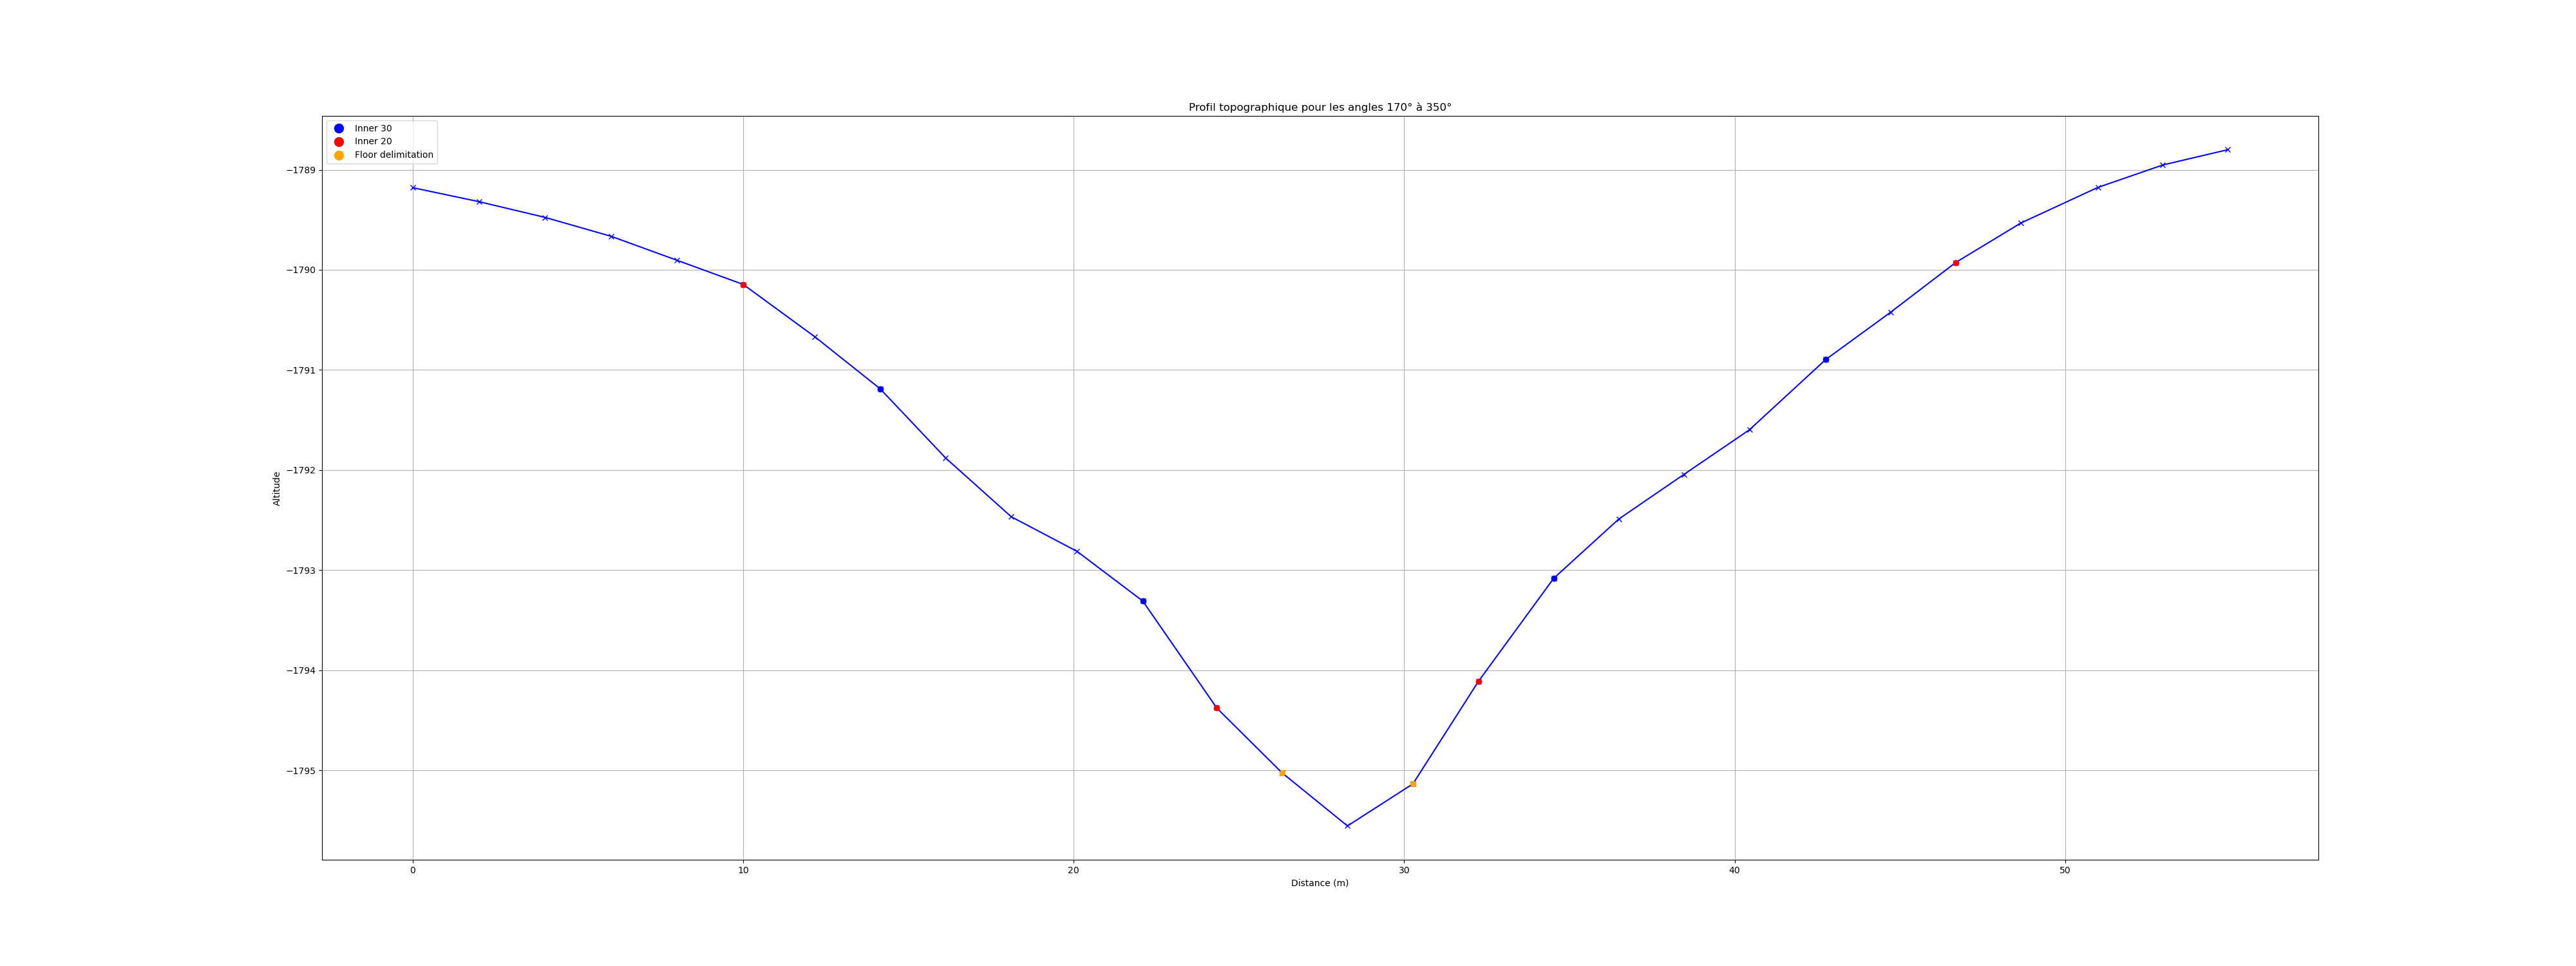 Profil topographique pour les angles 170° à 350°
Inner 30
Inner 20
Floor delimitation
−1789
−1790
−1791
−1792
−1793
−1794
−1795
Altitude
0 10 20 30 40 50
Distance (m)